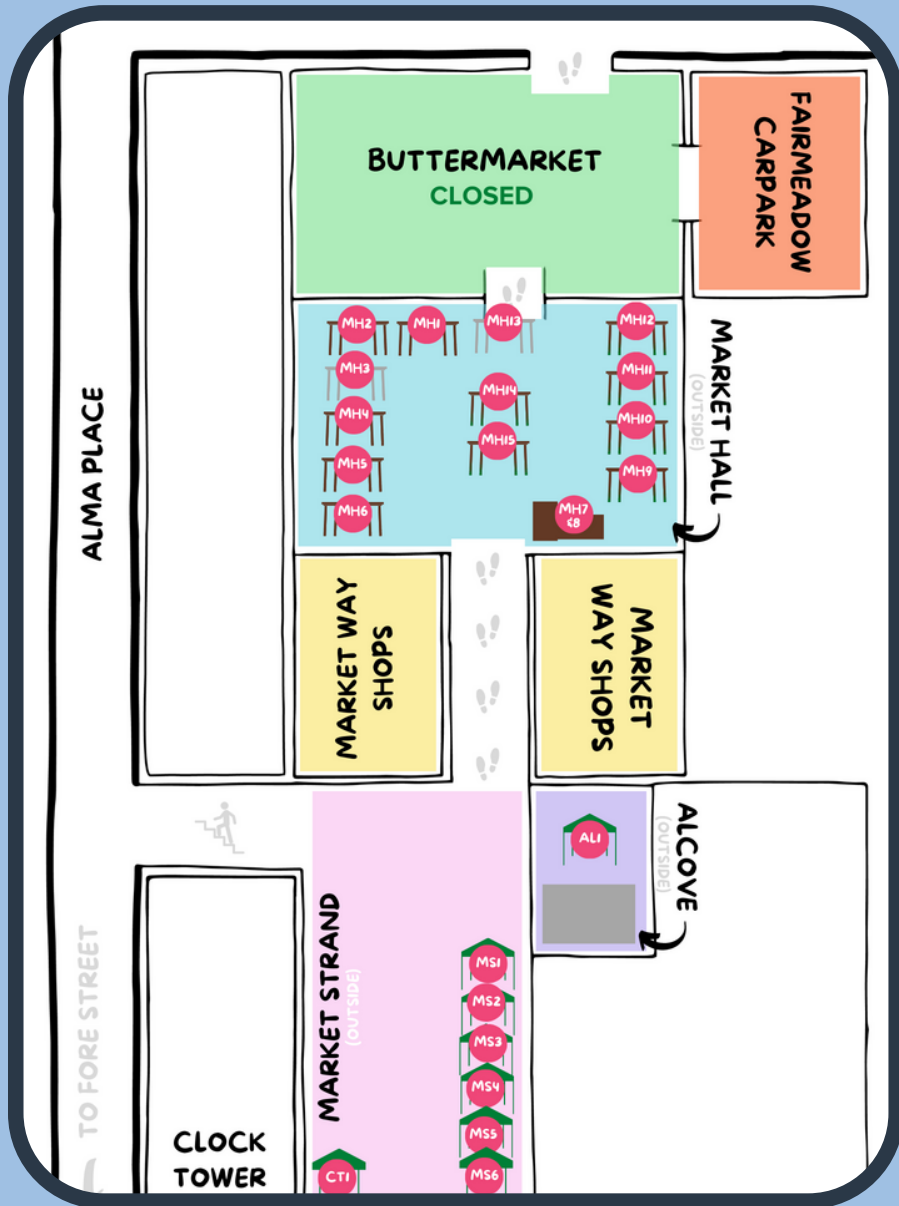 BUTTERMARKET
CLOSED
FAIRMEADOW
CARPARK
MH2
MH1
MH13
MH12
MH3
MH11
MH14
MH4
MH10
MH15
MH5
MH9
MH6
MH7
&8
MARKET HALL
(OUTSIDE)
ALMA PLACE
MARKET WAY
SHOPS
MARKET
WAY SHOPS
AL1
ALCOVE
(OUTSIDE)
MARKET STRAND
(OUTSIDE)
MS1
MS2
MS3
MS4
MS5
MS6
TO FORE STREET
CLOCK
TOWER
CT1